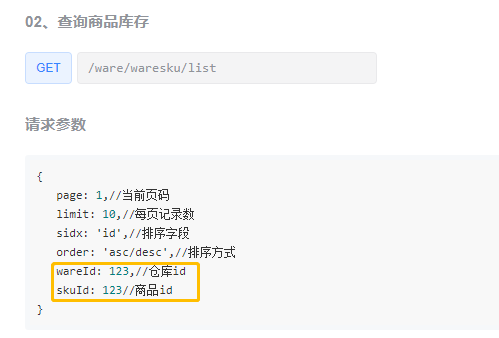 02、查询商品库存
GET /ware/waresku/list
请求参数
{
page: 1,//当前页码
limit: 10,//每页记录数
sidx: 'id',//排序字段
order: 'asc/desc',//排序方式
wareId: 123,//仓库id
skuId: 123//商品id
}